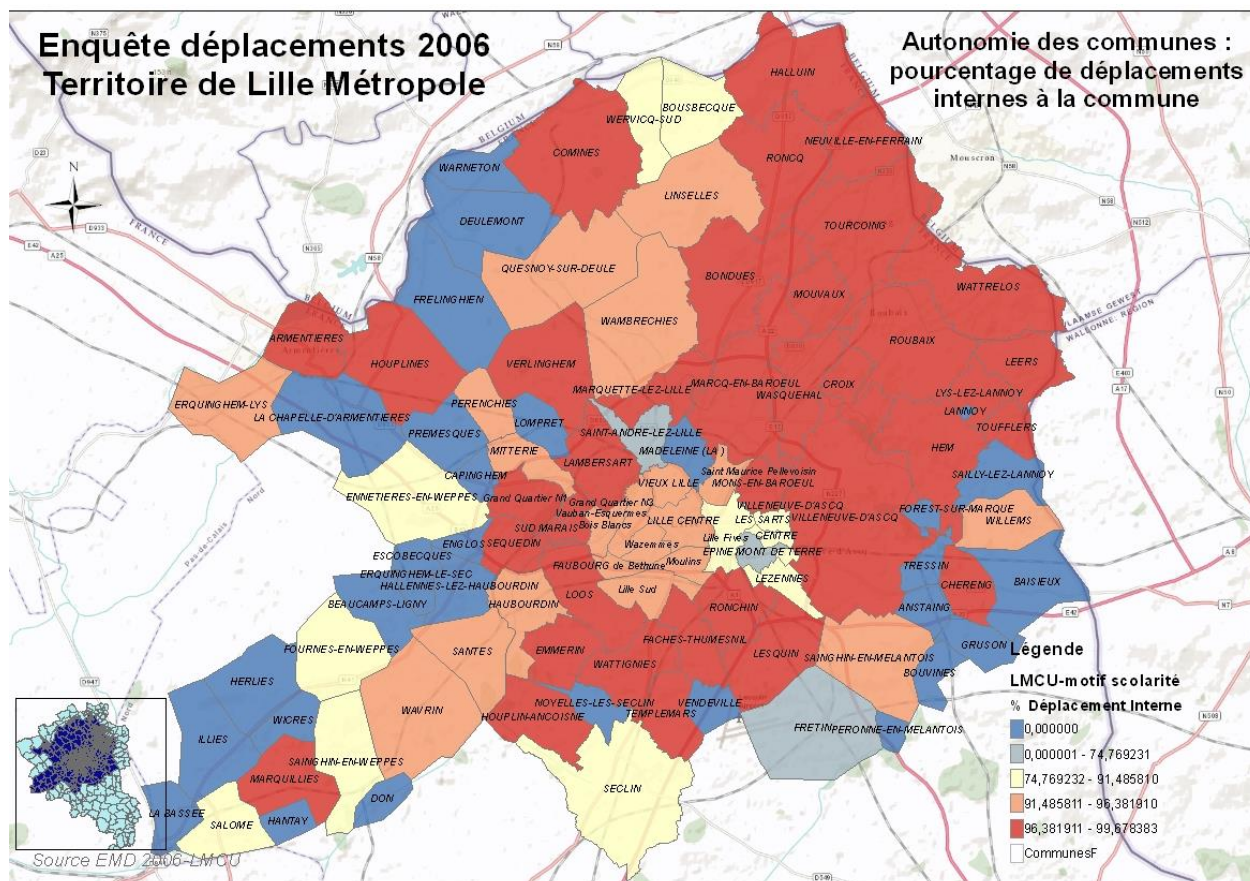 Enquête déplacements 2006
Territoire de Lille Métropole
Autonomie des communes :
pourcentage de déplacements
internes à la commune
N
BELGIUM
FRANCE
HALLUIN
BOUSBECQUE
WERVICQ-SUD
NEUVILLE-EN-FERRAIN
Mouscron
COMINES
RONCQ
WARNETON
LINSELLES
DEULEMONT
TOURCOING
QUESNOY-SUR-DEULE
BONDUES
WATTRELOS
MOUVAUX
FRELINGHIEN
WAMBRECHIES
VLAAMSE GEWEST
WALLONNE, REGION
ARMENTIERES
ROUBAIX
HOUPLINES
VERLINGHEM
LEERS
MARQUETTE-LEZ-LILLE
MARCQ-EN-BAROEUL
WASQUEHAL
CROIX
LYS-LEZ-LANNOY
ERQUINGHEM-LYS
LA CHAPELLE-D'ARMENTIERES
PERENCHIES
LANNOY
LOMPRET
TOUFFLERS
PREMESQUES
SAINT-ANDRE-LEZ-LILLE
MITTERIE
MADELEINE (LA )
HEM
LAMBERSART
CAPINGHEM
Saint Maurice Pellevoisin
SAILLY-LEZ-LANNOY
VIEUX LILLE
MONS-EN-BAROEUL
ENNETIERES-EN-WEPPES
Grand Quartier N1
Grand Quartier N3
VILLENEUVE-D'ASCQ
FOREST-SUR-MARQUE
Vauban-Esquermes
SUD MARAIS
Bois Blancs
LILLE CENTRE
LES SARTS
VILLENEUVE-D'ASCQ
WILLEMS
ENGLOS
SEQUEDIN
Wazemmes
Lille Fives
CENTRE
ESCOBECQUES
EPINE
MONT DE TERRE
FAUBOURG de Bethune
Moulins
TRESSIN
ERQUINGHEM-LE-SEC
HALLENNES-LEZ-HAUBOURDIN
LEZENNES
CHERENG
BAISIEUX
LOOS
Lille Sud
BEAUCAMPS-LIGNY
HAUBOURDIN
RONCHIN
ANSTAING
FACHES-THUMESNIL
FOURNES-EN-WEPPES
SANTES
EMMERIN
WATTIGNIES
LESQUIN
SAINGHIN-EN-MELANTOIS
GRUSON
BOUVINES
HERLIES
NOYELLES-LES-SECLIN
VENDEVILLE
WAVRIN
HOUPLIN-ANCOISNE
TEMPLEMARS
WICRES
FRETIN
PERONNE-EN-MELANTOIS
ILLIES
SAINGHIN-EN-WEPPES
MARQUILLIES
SECLIN
DON
LA BASSEE
HANTAY
SALOME
Légende
LMCU-motif scolarité
% Déplacement Interne
0,000000
0,000001 - 74,769231
74,769232 - 91,485810
91,485811 - 96,381910
96,381911 - 99,678383
CommunesF
Source EMD 2006-LMCU